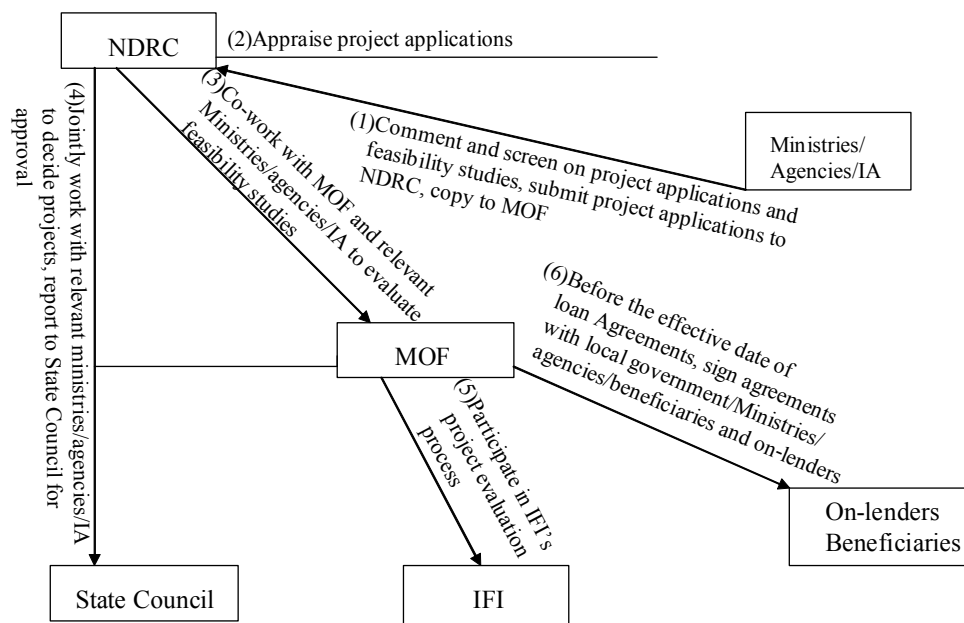 NDRC
(2)Appraise project applications
(3)Co-work with MOF and relevant
Ministries/agencies/IA to evaluate
feasibility studies
(4)Jointly work with relevant ministries/agencies/IA
to decide projects, report to State Council for
approval
(1)Comment and screen on project applications and
feasibility studies, submit project applications to
NDRC, copy to MOF
Ministries/
Agencies/IA
MOF
(6)Before the effective date of
loan Agreements, sign agreements
with local government/Ministries/
agencies/beneficiaries and on-lenders
(5)Participate in IFI's
project evaluation
process
On-lenders
Beneficiaries
State Council
IFI